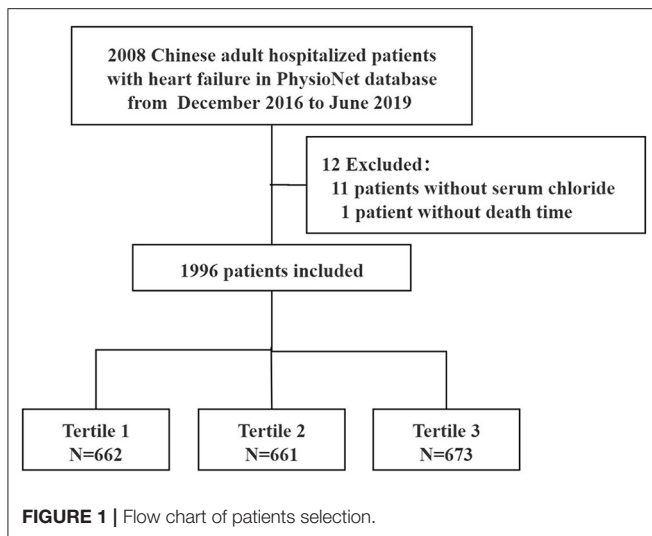 2008 Chinese adult hospitalized patients
with heart failure in PhysioNet database
from December 2016 to June 2019
12 Excluded：
11 patients without serum chloride
1 patient without death time
1996 patients included
Tertile 1
N=662
Tertile 2
N=661
Tertile 3
N=673
FIGURE 1 | Flow chart of patients selection.